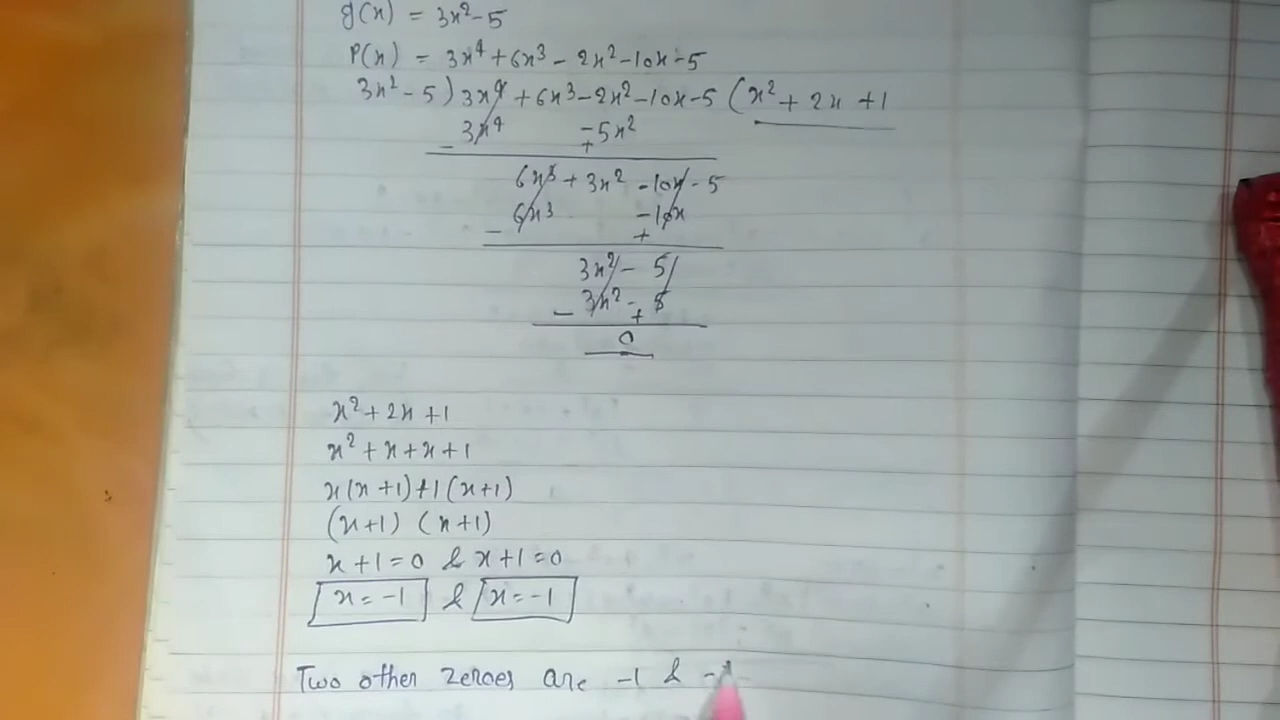 g(x) = 3x² - 5
P(x) = 3x⁴ + 6x³ - 2x² - 10x - 5
3x² - 5 ) 3x⁴ + 6x³ - 2x² - 10x - 5 ( x² + 2x + 1
3x⁴ - 5x²
- +
6x³ + 3x² - 10x - 5
6x³ - 10x
- +
3x² - 5
3x² - 5
- +
0
x² + 2x + 1
x² + x + x + 1
x(x + 1) + 1(x + 1)
(x+1) (x+1)
x + 1 = 0 & x + 1 = 0
x = -1 & x = -1
Two other zeroes are -1 &